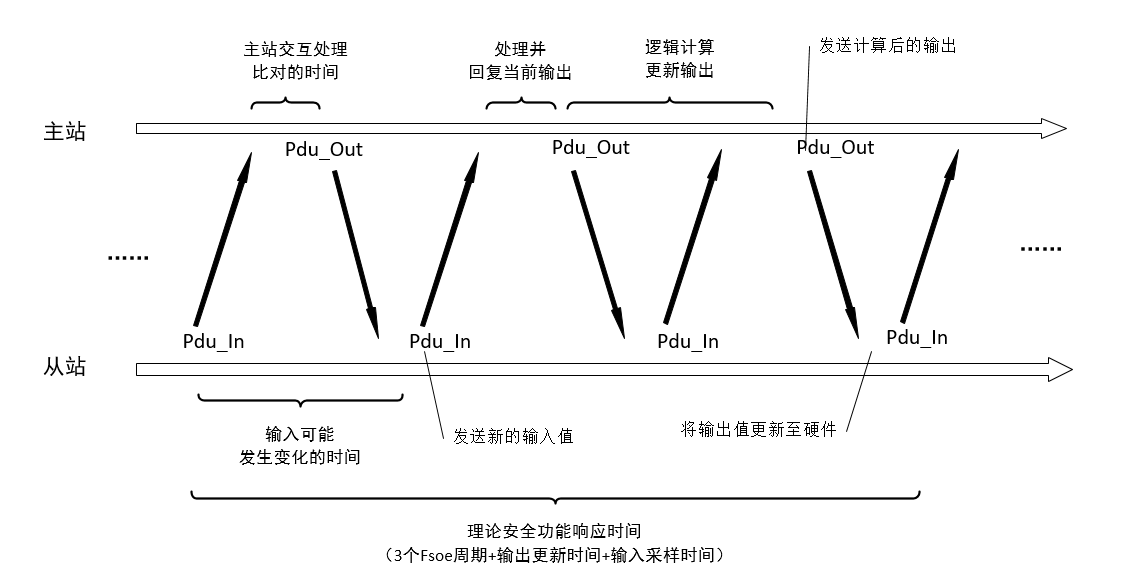 主站交互处理
比对的时间
处理并
回复当前输出
逻辑计算
更新输出
发送计算后的输出
主站
Pdu_Out
Pdu_Out
Pdu_Out
......
......
Pdu_In
Pdu_In
Pdu_In
Pdu_In
从站
输入可能
发生变化的时间
发送新的输入值
将输出值更新至硬件
理论安全功能响应时间
（3个Fsoe周期+输出更新时间+输入采样时间）